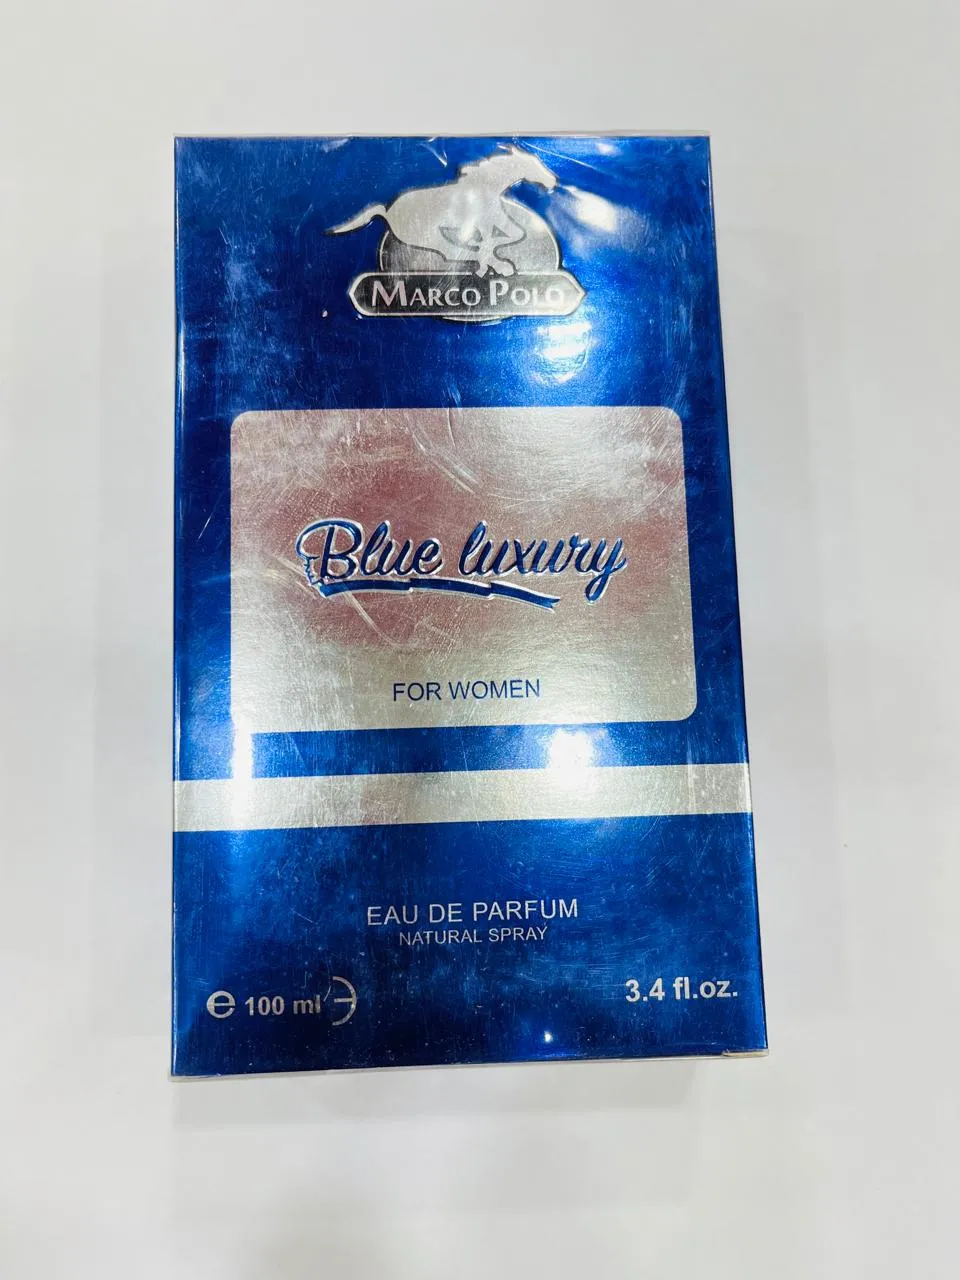 MARCO POLO
Blue luxury
FOR WOMEN
EAU DE PARFUM
NATURAL SPRAY
℮ 100 ml
3.4 fl.oz.